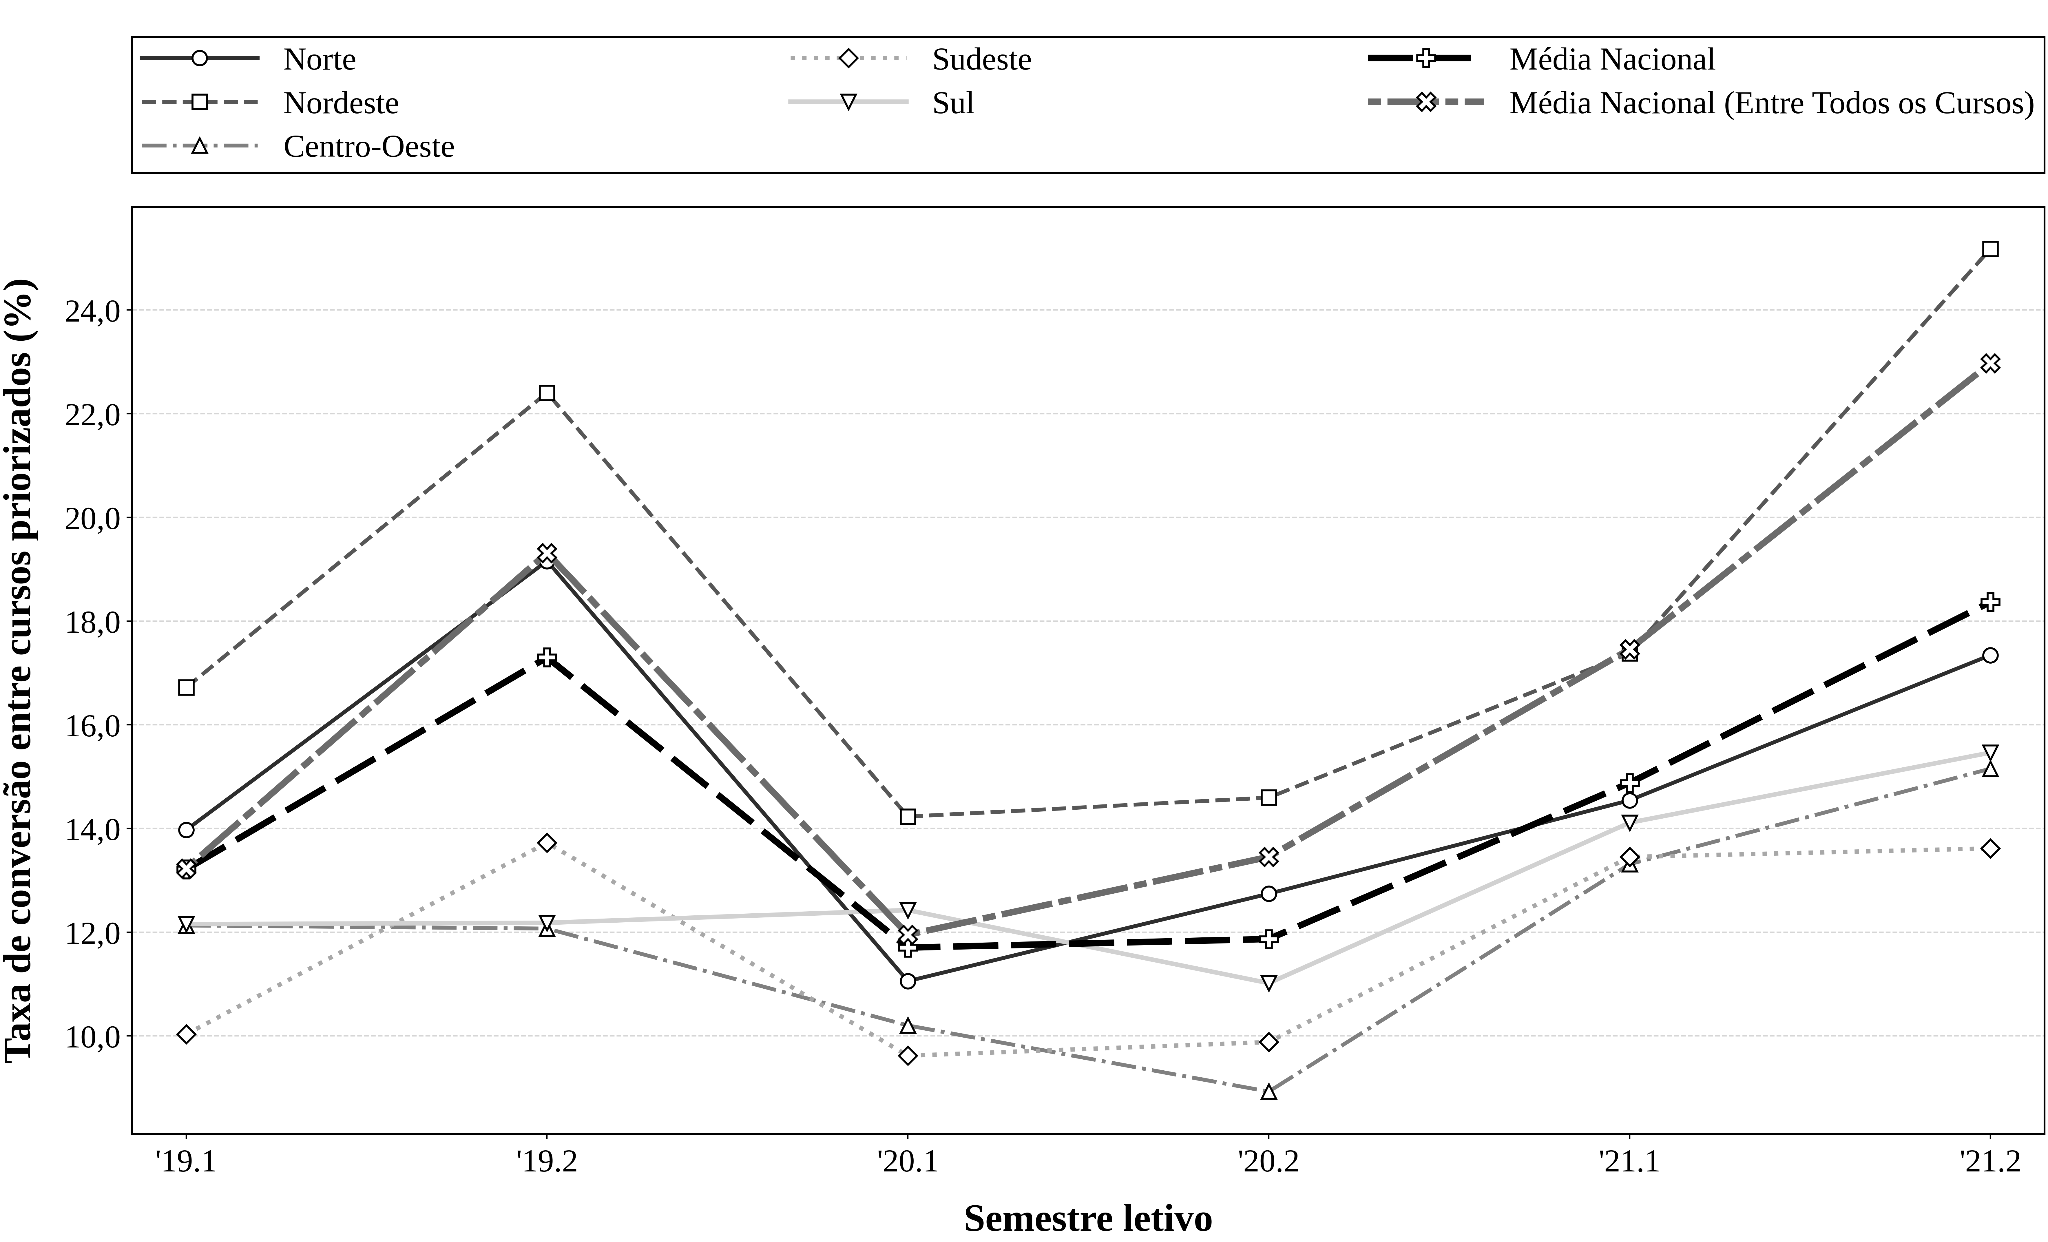 Norte
Nordeste
Centro-Oeste
Sudeste
Sul
Média Nacional
Média Nacional (Entre Todos os Cursos)
Taxa de conversão entre cursos priorizados (%)
24,0
22,0
20,0
18,0
16,0
14,0
12,0
10,0
'19.1 '19.2 '20.1 '20.2 '21.1 '21.2
Semestre letivo